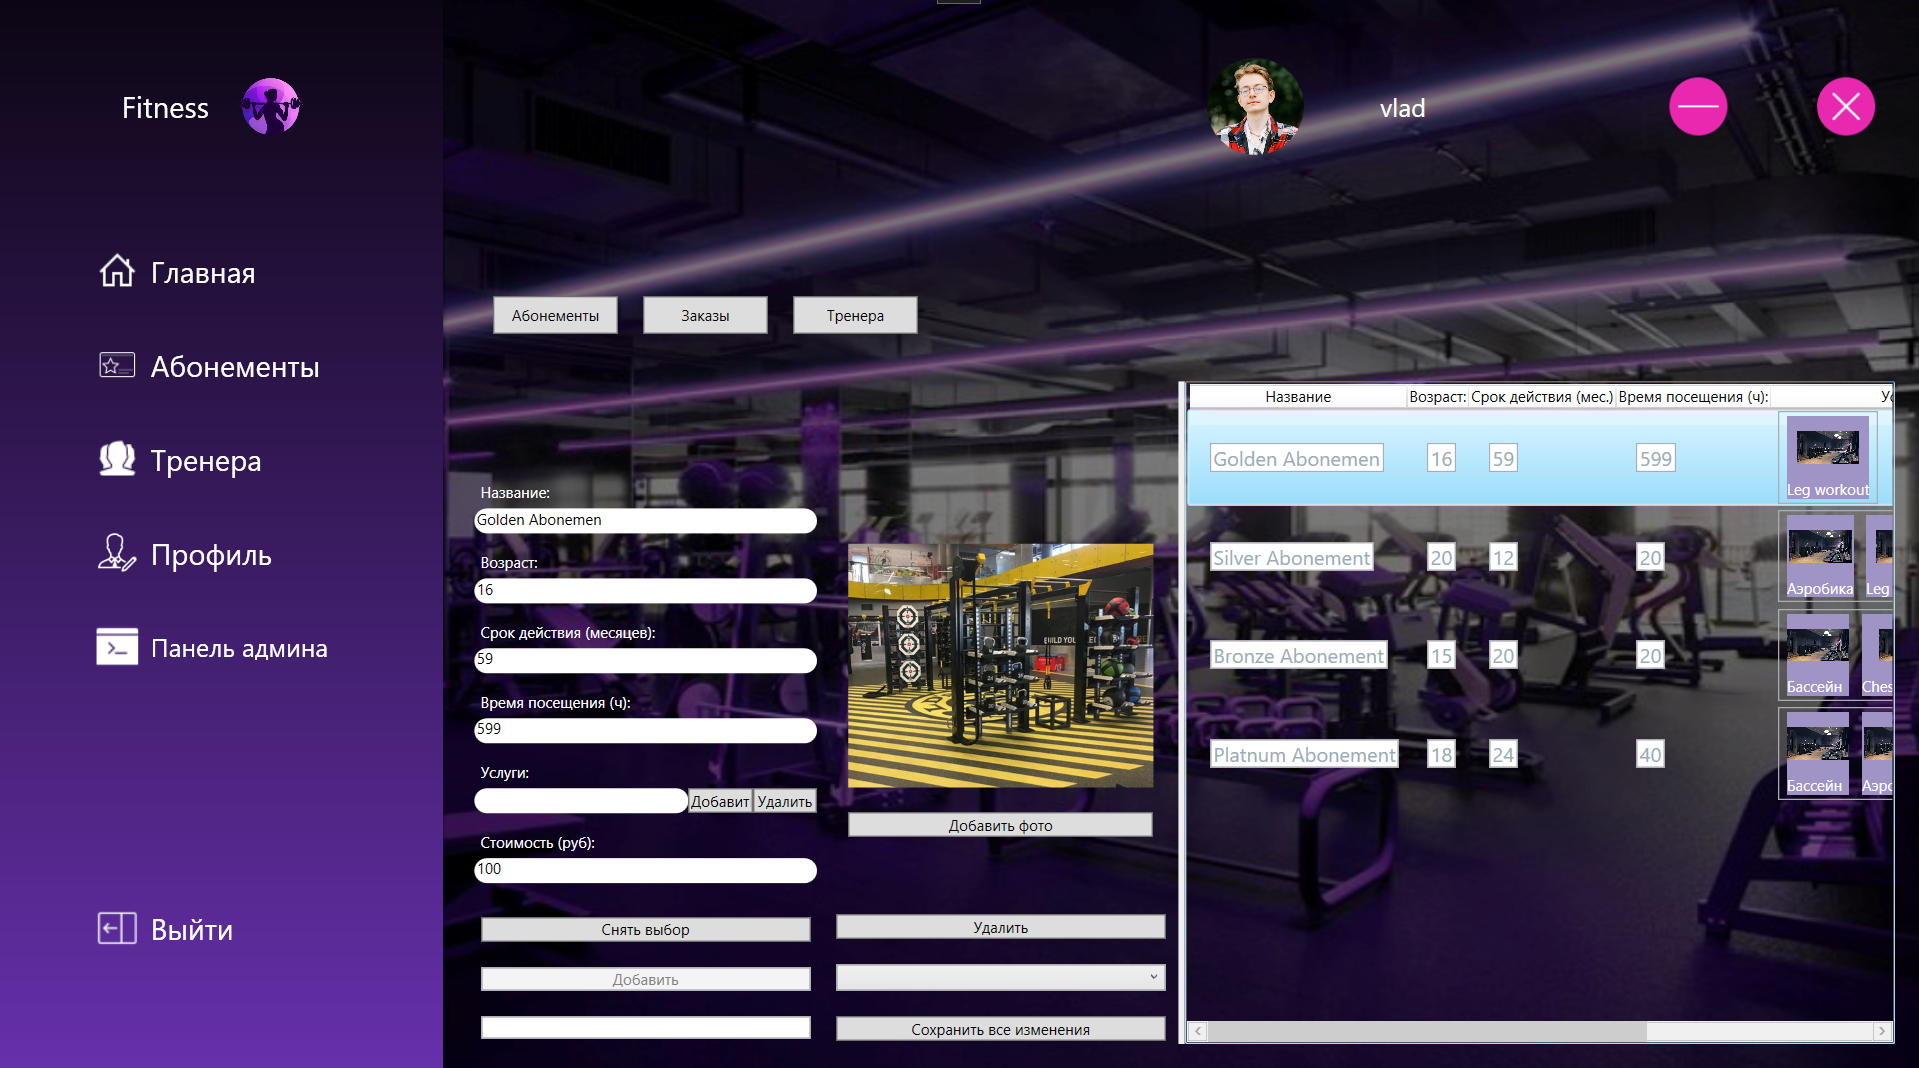 Fitness
vlad
Главная
Абонементы
Тренера
Профиль
Панель админа
Выйти
Абонементы
Заказы
Тренера
Название:
Golden Abonemen
Возраст:
16
Срок действия (месяцев):
59
Время посещения (ч):
599
Услуги:
Добавит Удалить
Стоимость (руб):
100
Добавить фото
Снять выбор
Удалить
Добавить
Сохранить все изменения
Название Возраст: Срок действия (мес.) Время посещения (ч): Ус
Golden Abonemen 16 59 599
Leg workout
Silver Abonement 20 12 20
Аэробика Leg
Bronze Abonement 15 20 20
Бассейн Ches
Platnum Abonement 18 24 40
Бассейн Аэрс